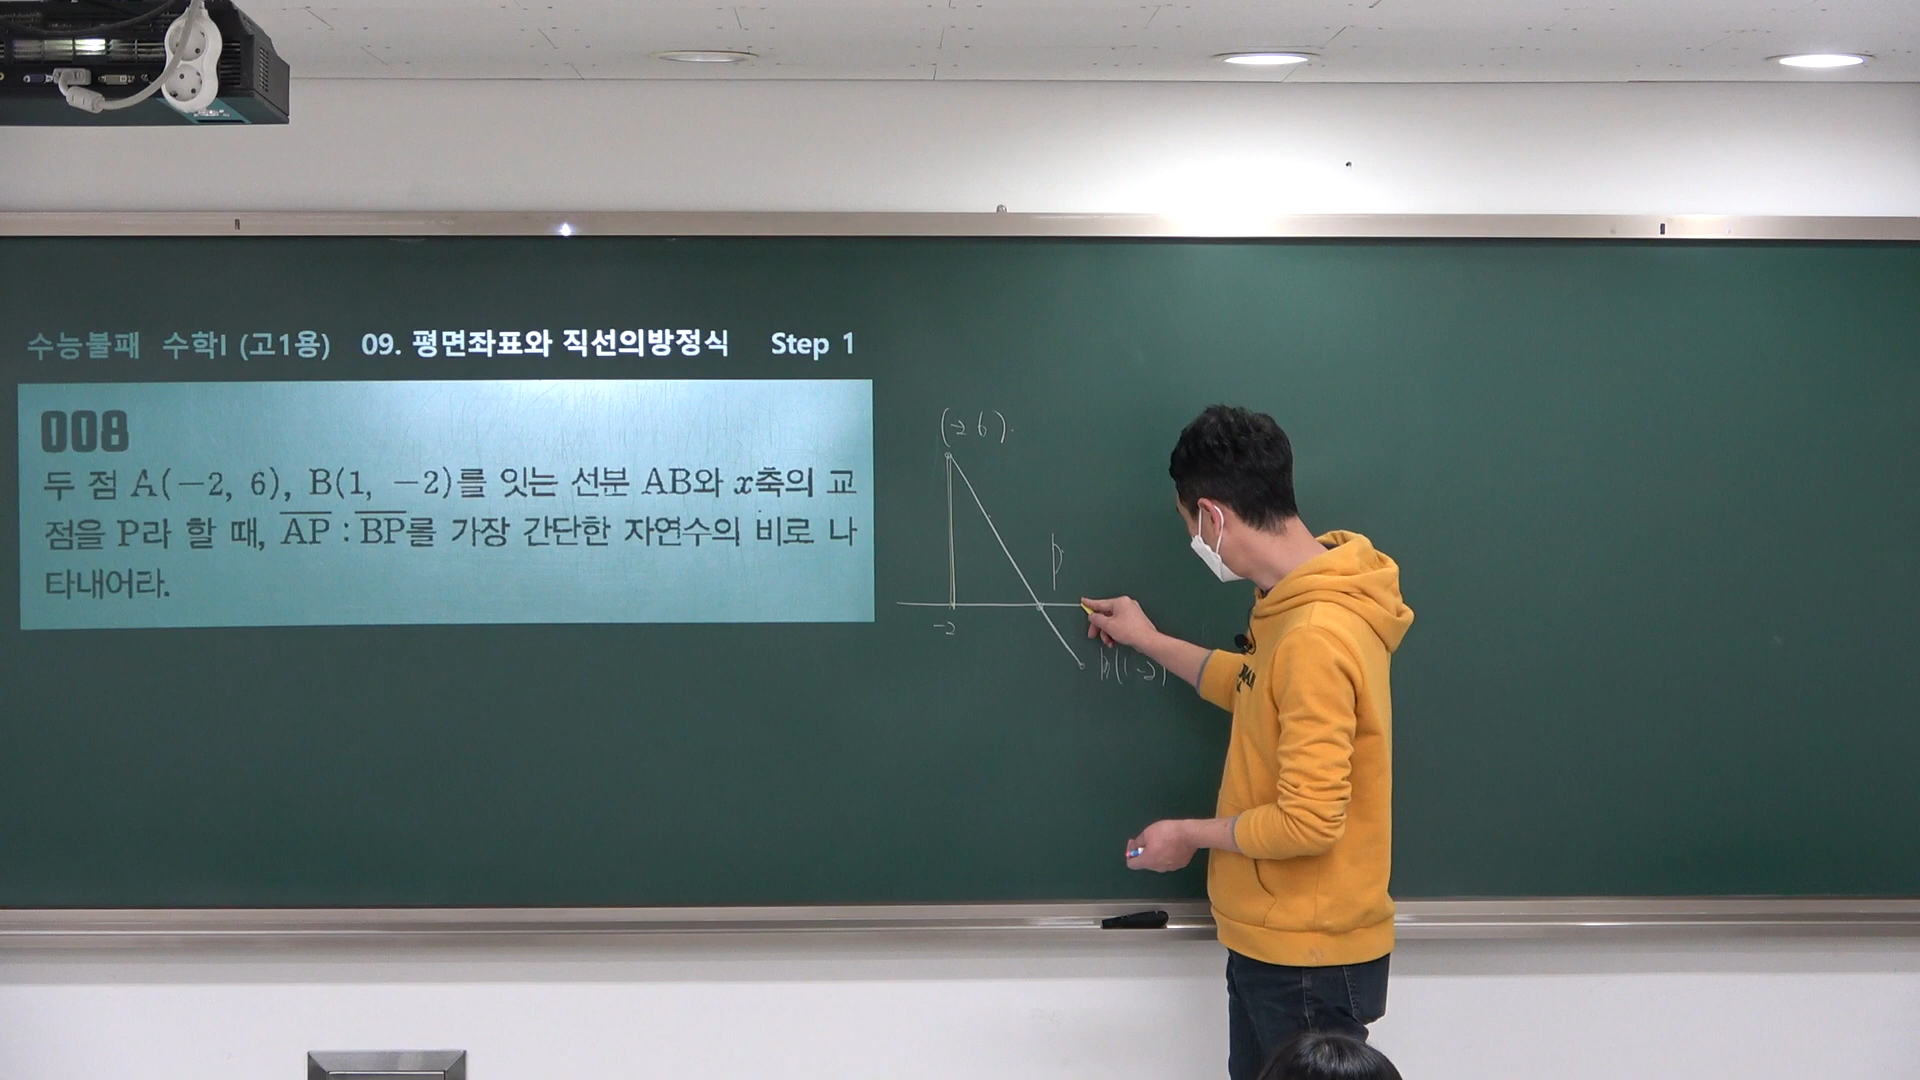 수능불패 수학I (고1용) 09. 평면좌표와 직선의방정식 Step 1
008
두 점 A(−2, 6), B(1, −2)를 잇는 선분 AB와 x축의 교
점을 P라 할 때, AP : BP를 가장 간단한 자연수의 비로 나
타내어라.
(-2 6)
P
-2
B(1 -2)